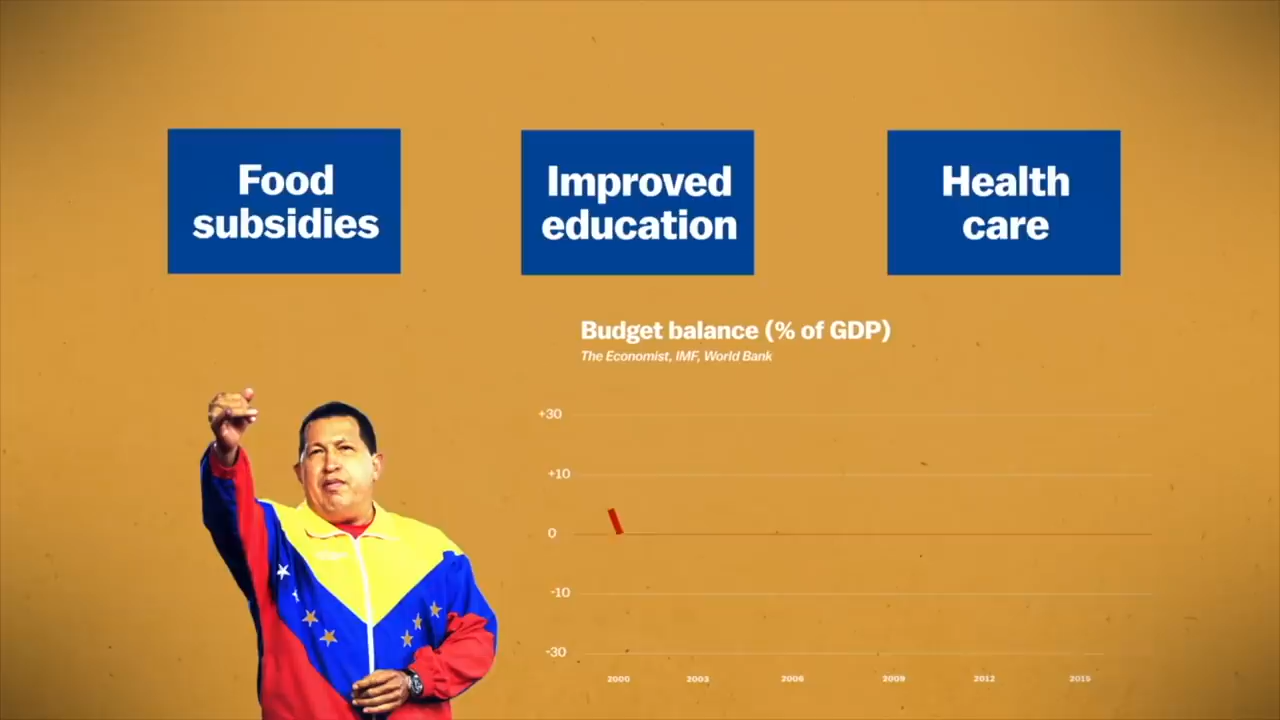 Food
subsidies
Improved
education
Health
care
Budget balance (% of GDP)
The Economist, IMF, World Bank
+30
+10
0
-10
-30
2000
2003
2006
2009
2012
2015